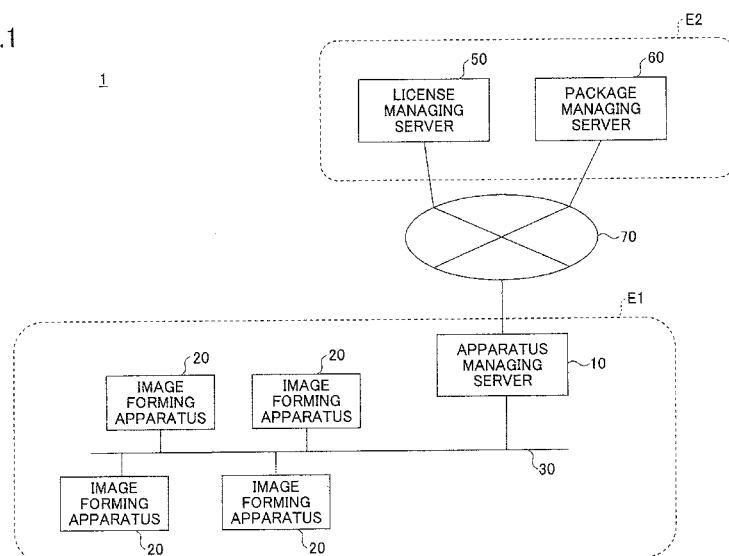 .1
1
E2
50
60
LICENSE
MANAGING
SERVER
PACKAGE
MANAGING
SERVER
70
E1
20
20
IMAGE
FORMING
APPARATUS
IMAGE
FORMING
APPARATUS
APPARATUS
MANAGING
SERVER
10
30
IMAGE
FORMING
APPARATUS
IMAGE
FORMING
APPARATUS
20
20